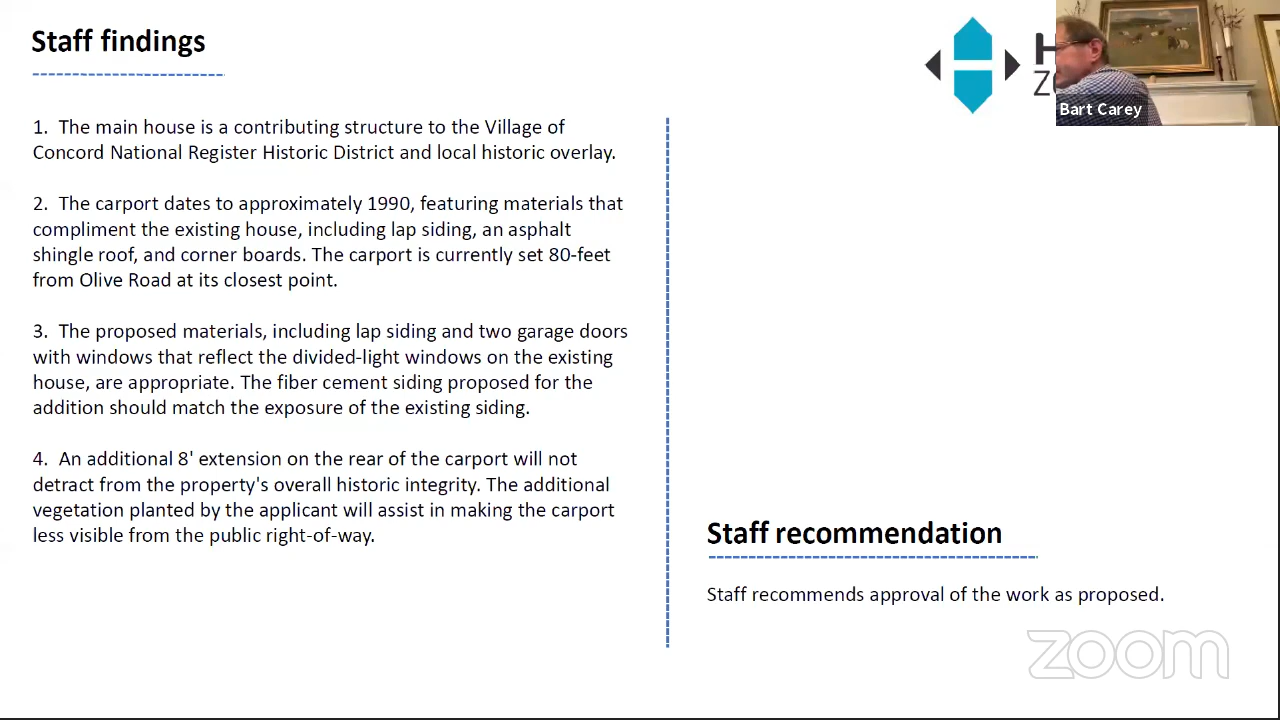 Staff findings
1. The main house is a contributing structure to the Village of
Concord National Register Historic District and local historic overlay.
2. The carport dates to approximately 1990, featuring materials that
compliment the existing house, including lap siding, an asphalt
shingle roof, and corner boards. The carport is currently set 80-feet
from Olive Road at its closest point.
3. The proposed materials, including lap siding and two garage doors
with windows that reflect the divided-light windows on the existing
house, are appropriate. The fiber cement siding proposed for the
addition should match the exposure of the existing siding.
4. An additional 8' extension on the rear of the carport will not
detract from the property's overall historic integrity. The additional
vegetation planted by the applicant will assist in making the carport
less visible from the public right-of-way.
Bart Carey
Staff recommendation
Staff recommends approval of the work as proposed.
zoom